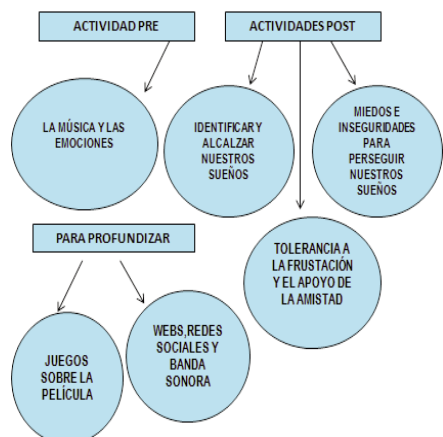 ACTIVIDAD PRE
ACTIVIDADES POST
LA MÚSICA Y LAS
EMOCIONES
IDENTIFICAR Y
ALCALZAR
NUESTROS
SUEÑOS
MIEDOS E
INSEGURIDADES
PARA
PERSEGUIR
NUESTROS
SUEÑOS
PARA PROFUNDIZAR
TOLERANCIA A
LA FRUSTACIÓN
Y EL APOYO DE
LA AMISTAD
JUEGOS
SOBRE LA
PELÍCULA
WEBS,REDES
SOCIALES Y
BANDA
SONORA